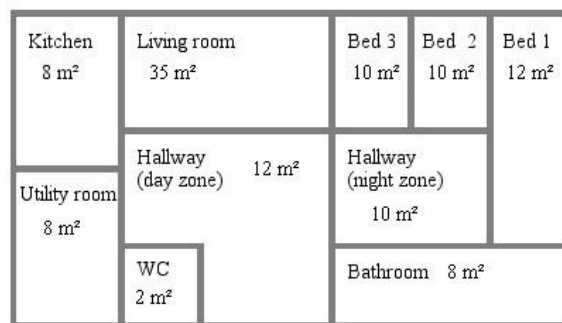 Kitchen
8 m²
Living room
35 m²
Bed 3
10 m²
Bed 2
10 m²
Bed 1
12 m²
Hallway
(day zone)
12 m²
Hallway
(night zone)
10 m²
Utility room
8 m²
WC
2 m²
Bathroom 8 m²